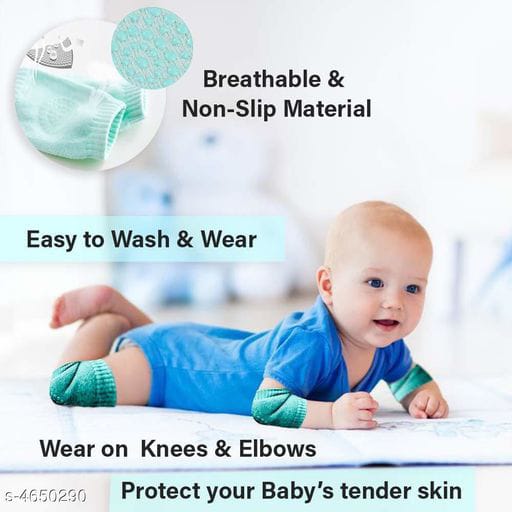 Breathable &
Non-Slip Material
Easy to Wash & Wear
Wear on Knees & Elbows
s-4650290
Protect your Baby's tender skin